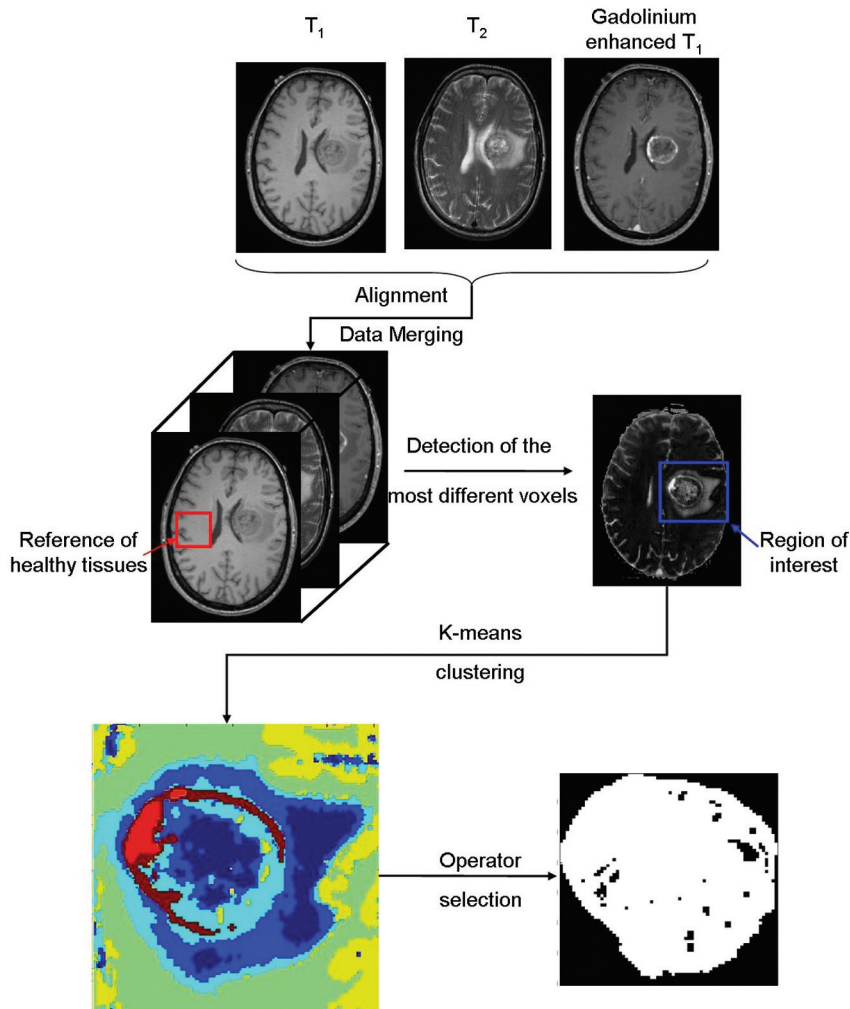 T1
T2
Gadolinium
enhanced T1
Alignment
Data Merging
Detection of the
most different voxels
Reference of
healthy tissues
Region of
interest
K-means
clustering
Operator
selection